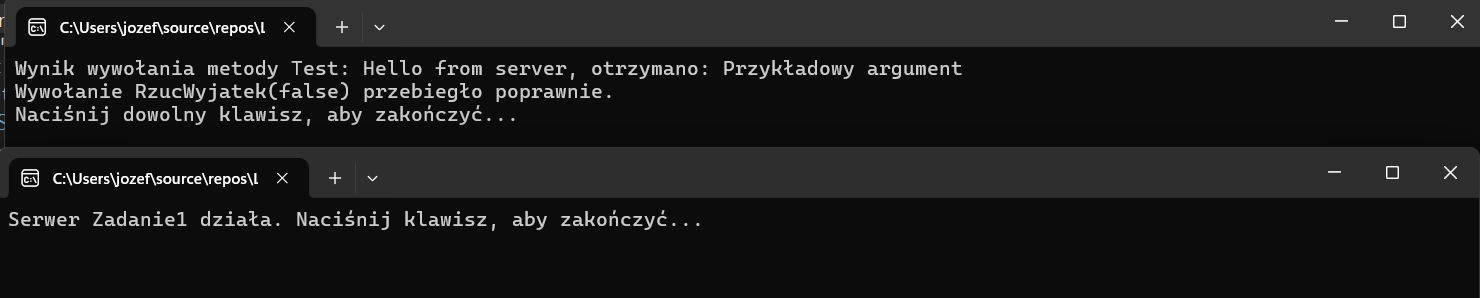 C:\Users\jozef\source\repos\l
Wynik wywołania metody Test: Hello from server, otrzymano: Przykładowy argument
Wywołanie RzucWyjatek(false) przebiegło poprawnie.
Naciśnij dowolny klawisz, aby zakończyć...
C:\Users\jozef\source\repos\l
Serwer Zadanie1 działa. Naciśnij klawisz, aby zakończyć...